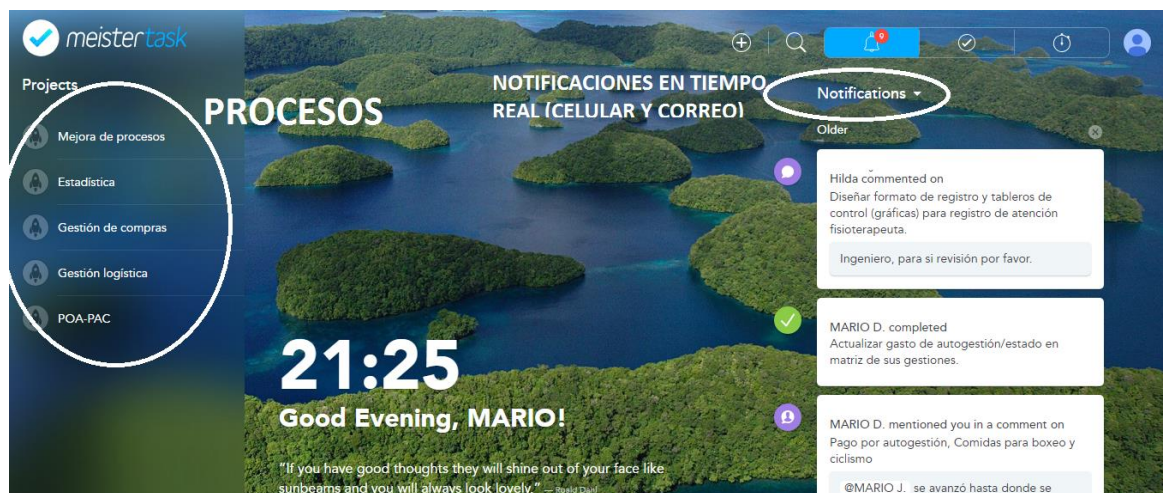 meistertask
9
Projects
PROCESOS
Mejora de procesos
Estadística
Gestión de compras
Gestión logística
POA-PAC
NOTIFICACIONES EN TIEMPO
REAL (CELULAR Y CORREO)
21:25
Good Evening, MARIO!
"If you have good thoughts they will shine out of your face like
sunbeams and you will always look lovely." — Roald Dahl
Notifications
Older
Hilda commented on
Diseñar formato de registro y tableros de
control (gráficas) para registro de atención
fisioterapeuta.
Ingeniero, para si revisión por favor.
MARIO D. completed
Actualizar gasto de autogestión/estado en
matriz de sus gestiones.
MARIO D. mentioned you in a comment on
Pago por autogestión, Comidas para boxeo y
ciclismo
@MARIO J. se avanzó hasta donde se